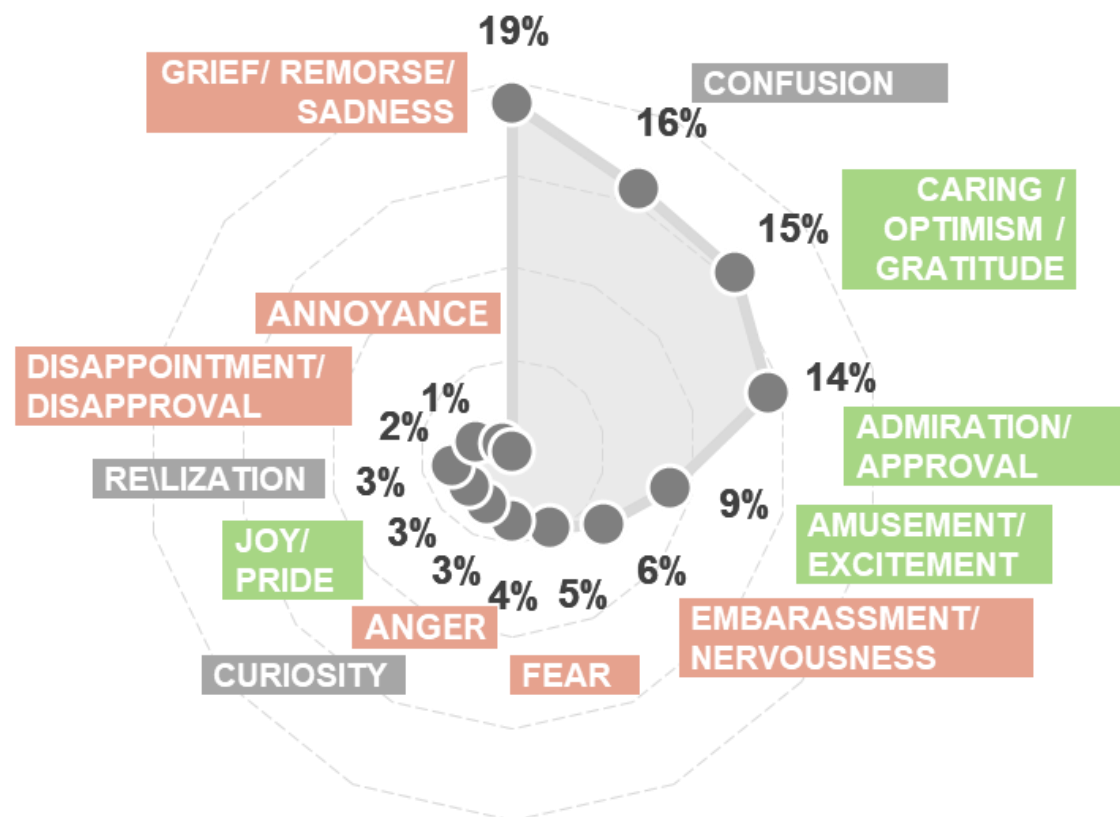 19%
GRIEF/ REMORSE/
SADNESS
CONFUSION
16%
CARING /
OPTIMISM /
GRATITUDE
15%
14%
ADMIRATION/
APPROVAL
9%
AMUSEMENT/
EXCITEMENT
6%
EMBARASSMENT/
NERVOUSNESS
5%
FEAR
4%
ANGER
3%
CURIOSITY
3%
JOY/
PRIDE
3%
RE\LIZATION
2%
DISAPPOINTMENT/
DISAPPROVAL
1%
ANNOYANCE